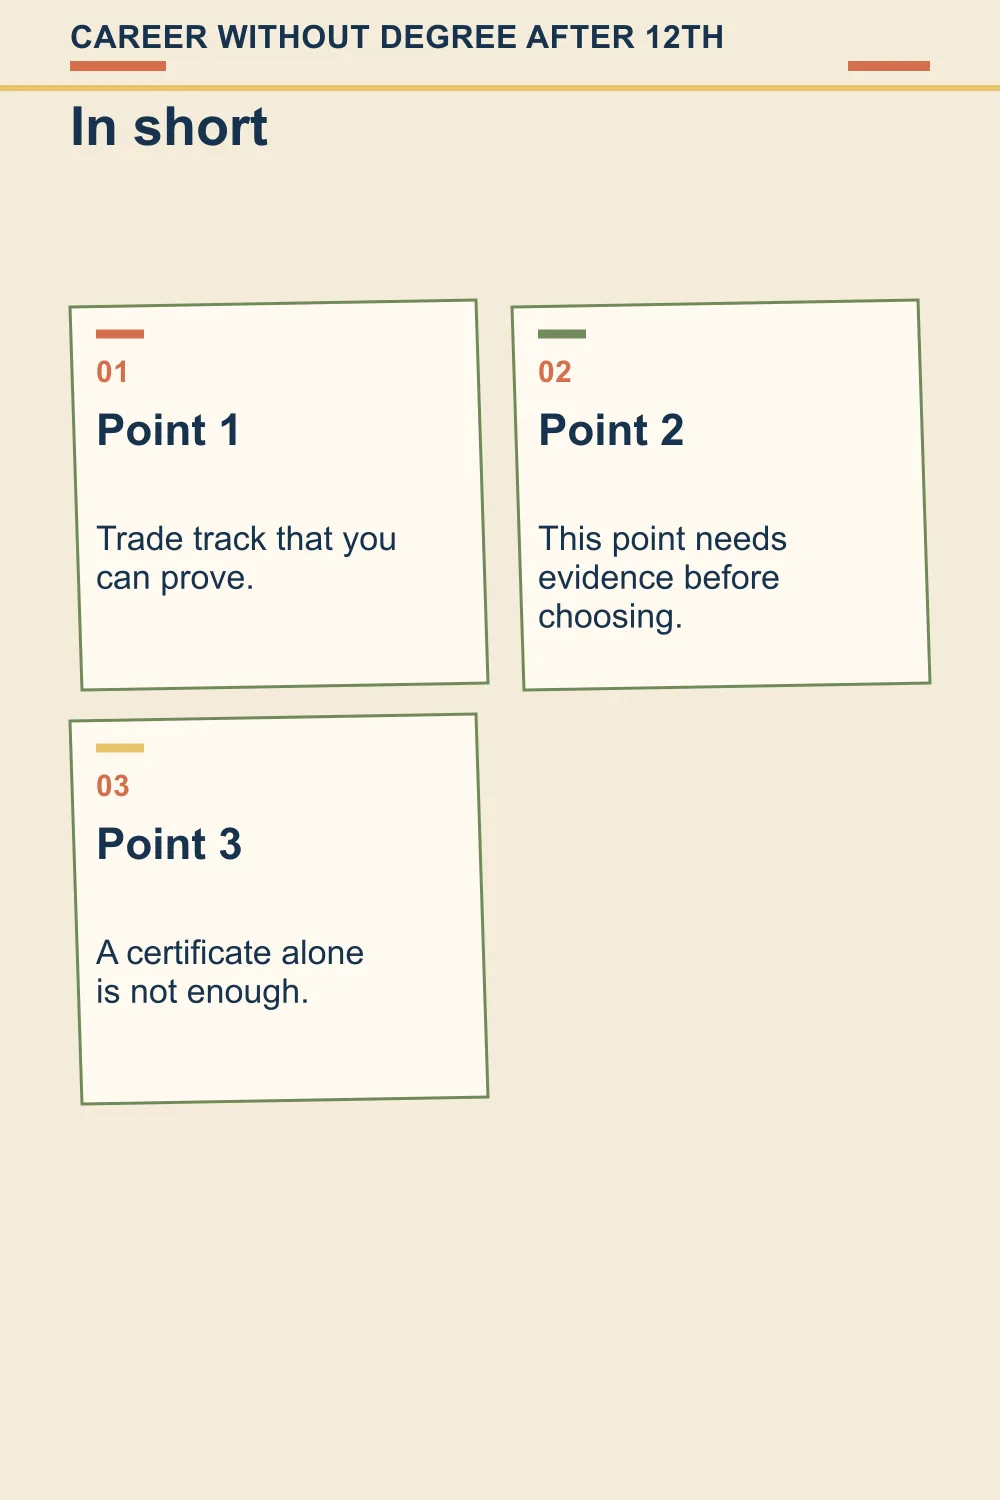 CAREER WITHOUT DEGREE AFTER 12TH
In short
01
Point 1
Trade track that you
can prove.
02
Point 2
This point needs
evidence before
choosing.
03
Point 3
A certificate alone
is not enough.